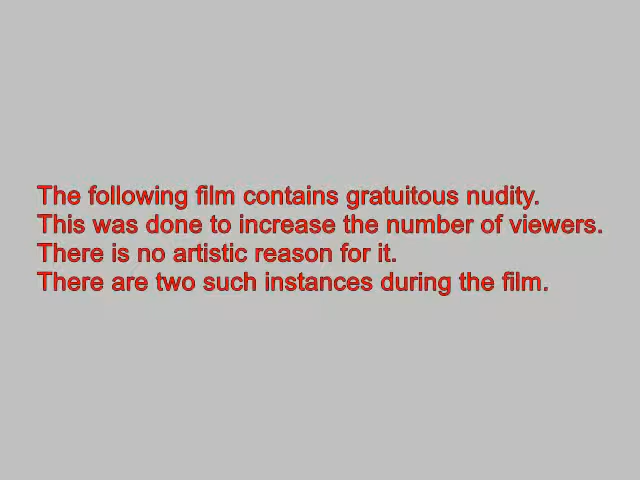 The following film contains gratuitous nudity.
This was done to increase the number of viewers.
There is no artistic reason for it.
There are two such instances during the film.